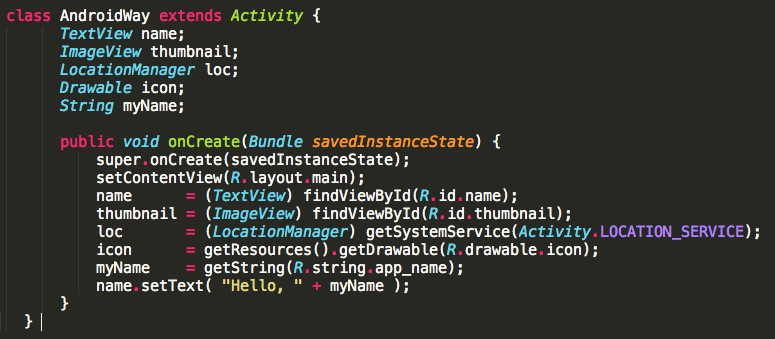 class AndroidWay extends Activity {
TextView name;
ImageView thumbnail;
LocationManager loc;
Drawable icon;
String myName;
public void onCreate(Bundle savedInstanceState) {
super.onCreate(savedInstanceState);
setContentView(R.layout.main);
name      = (TextView) findViewById(R.id.name);
thumbnail = (ImageView) findViewById(R.id.thumbnail);
loc       = (LocationManager) getSystemService(Activity.LOCATION_SERVICE);
icon      = getResources().getDrawable(R.drawable.icon);
myName    = getString(R.string.app_name);
name.setText( "Hello, " + myName );
}
}